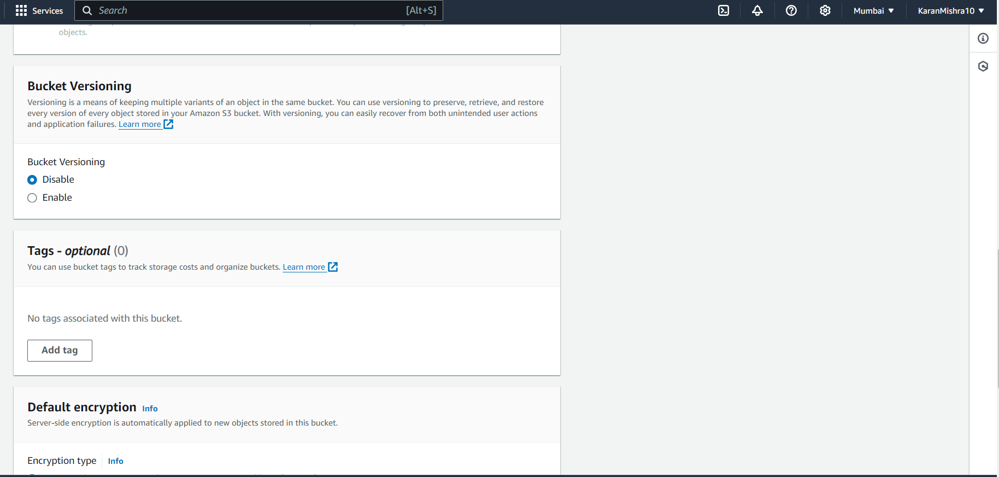 Services
Search [Alt+S]
Mumbai
KaranMishra10
objects.
Bucket Versioning
Versioning is a means of keeping multiple variants of an object in the same bucket. You can use versioning to preserve, retrieve, and restore
every version of every object stored in your Amazon S3 bucket. With versioning, you can easily recover from both unintended user actions
and application failures. Learn more
Bucket Versioning
Disable
Enable
Tags - optional (0)
You can use bucket tags to track storage costs and organize buckets. Learn more
No tags associated with this bucket.
Add tag
Default encryption Info
Server-side encryption is automatically applied to new objects stored in this bucket.
Encryption type Info